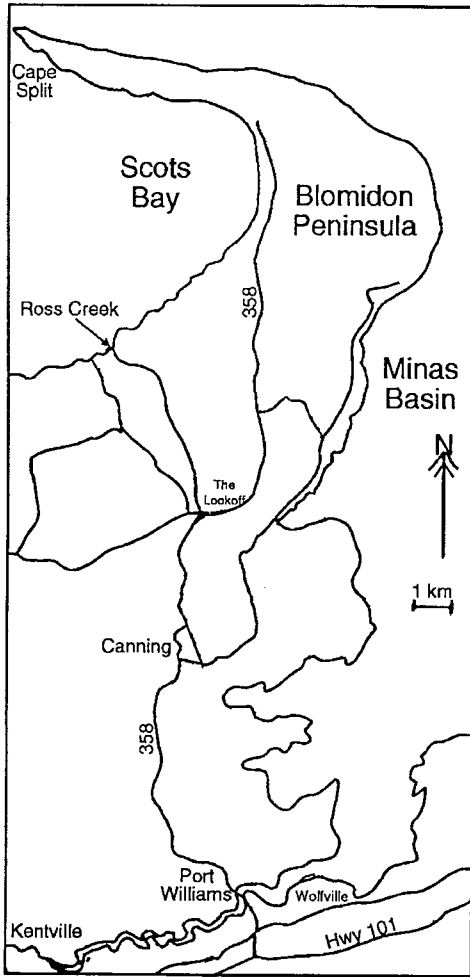 Cape
Split
Scots
Bay
Blomidon
Peninsula
358
Ross Creek
Minas
Basin
N
The
Lookoff
1 km
Canning
358
Port
Williams
Wolfville
Kentville
Hwy 101